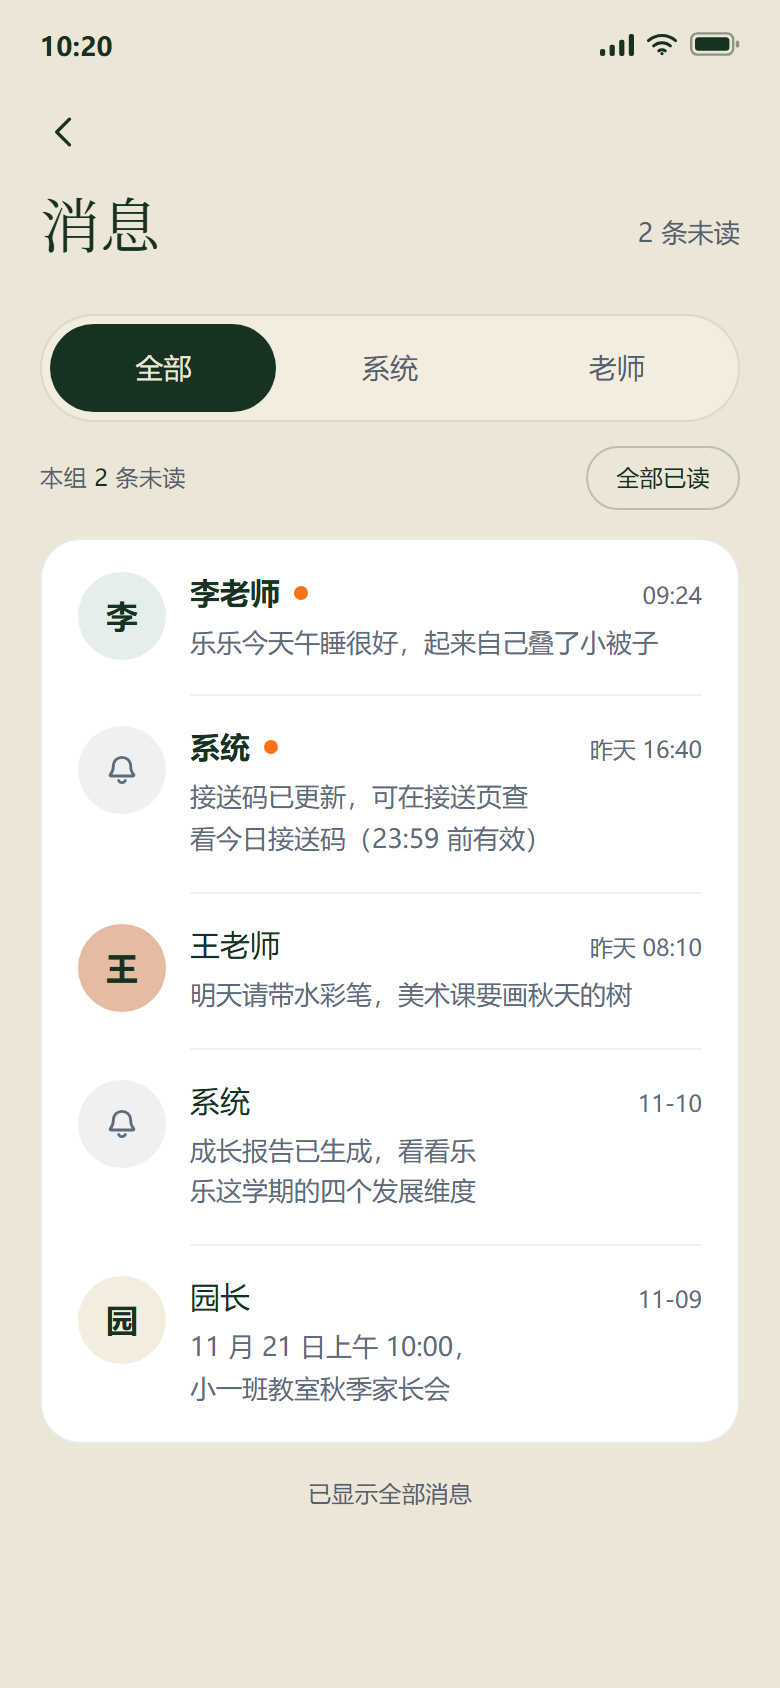 10:20
消息
2 条未读
全部
系统
老师
本组 2 条未读
全部已读
李
李老师
09:24
乐乐今天午睡很好，起来自己叠了小被子
系统
昨天 16:40
接送码已更新，可在接送页查
看今日接送码（23:59 前有效）
王
王老师
昨天 08:10
明天请带水彩笔，美术课要画秋天的树
系统
11-10
成长报告已生成，看看乐
乐这学期的四个发展维度
园
园长
11-09
11 月 21 日上午 10:00，
小一班教室秋季家长会
已显示全部消息